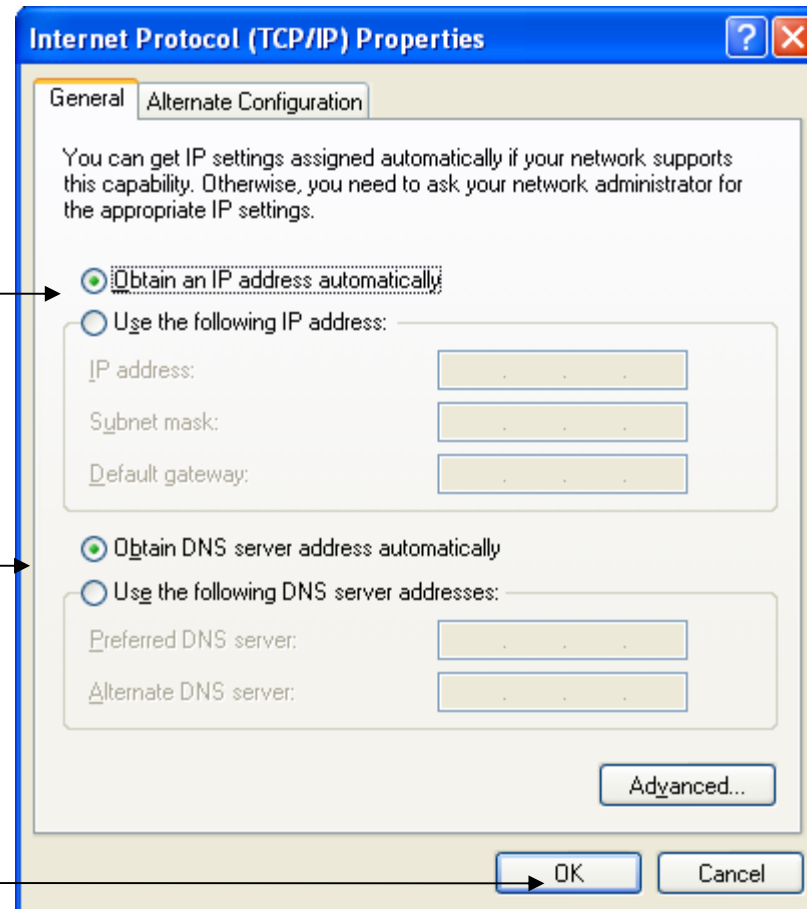 Internet Protocol (TCP/IP) Properties
General
Alternate Configuration
You can get IP settings assigned automatically if your network supports
this capability. Otherwise, you need to ask your network administrator for
the appropriate IP settings.
Obtain an IP address automatically
Use the following IP address:
IP address:
Subnet mask:
Default gateway:
Obtain DNS server address automatically
Use the following DNS server addresses:
Preferred DNS server:
Alternate DNS server:
Advanced...
OK
Cancel